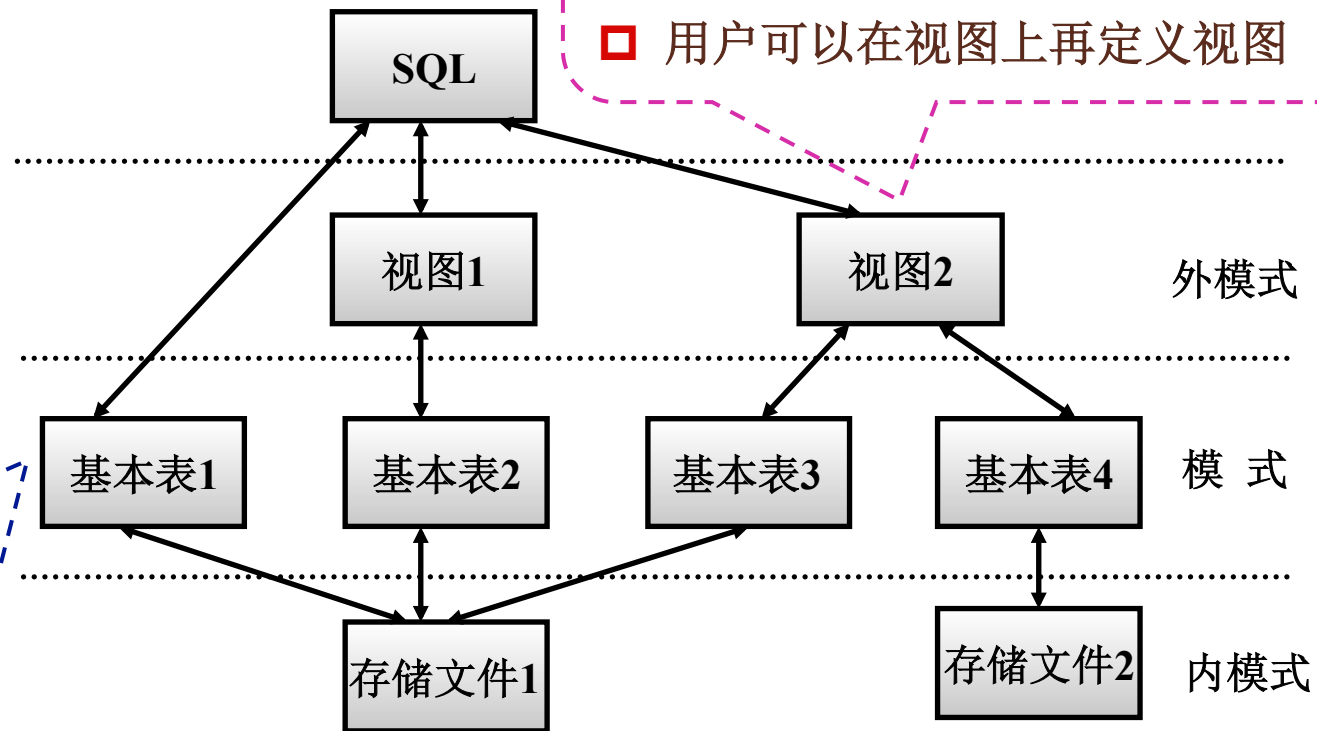 用户可以在视图上再定义视图
SQL
视图1
视图2
外模式
基本表1
基本表2
基本表3
基本表4
模 式
存储文件1
存储文件2
内模式